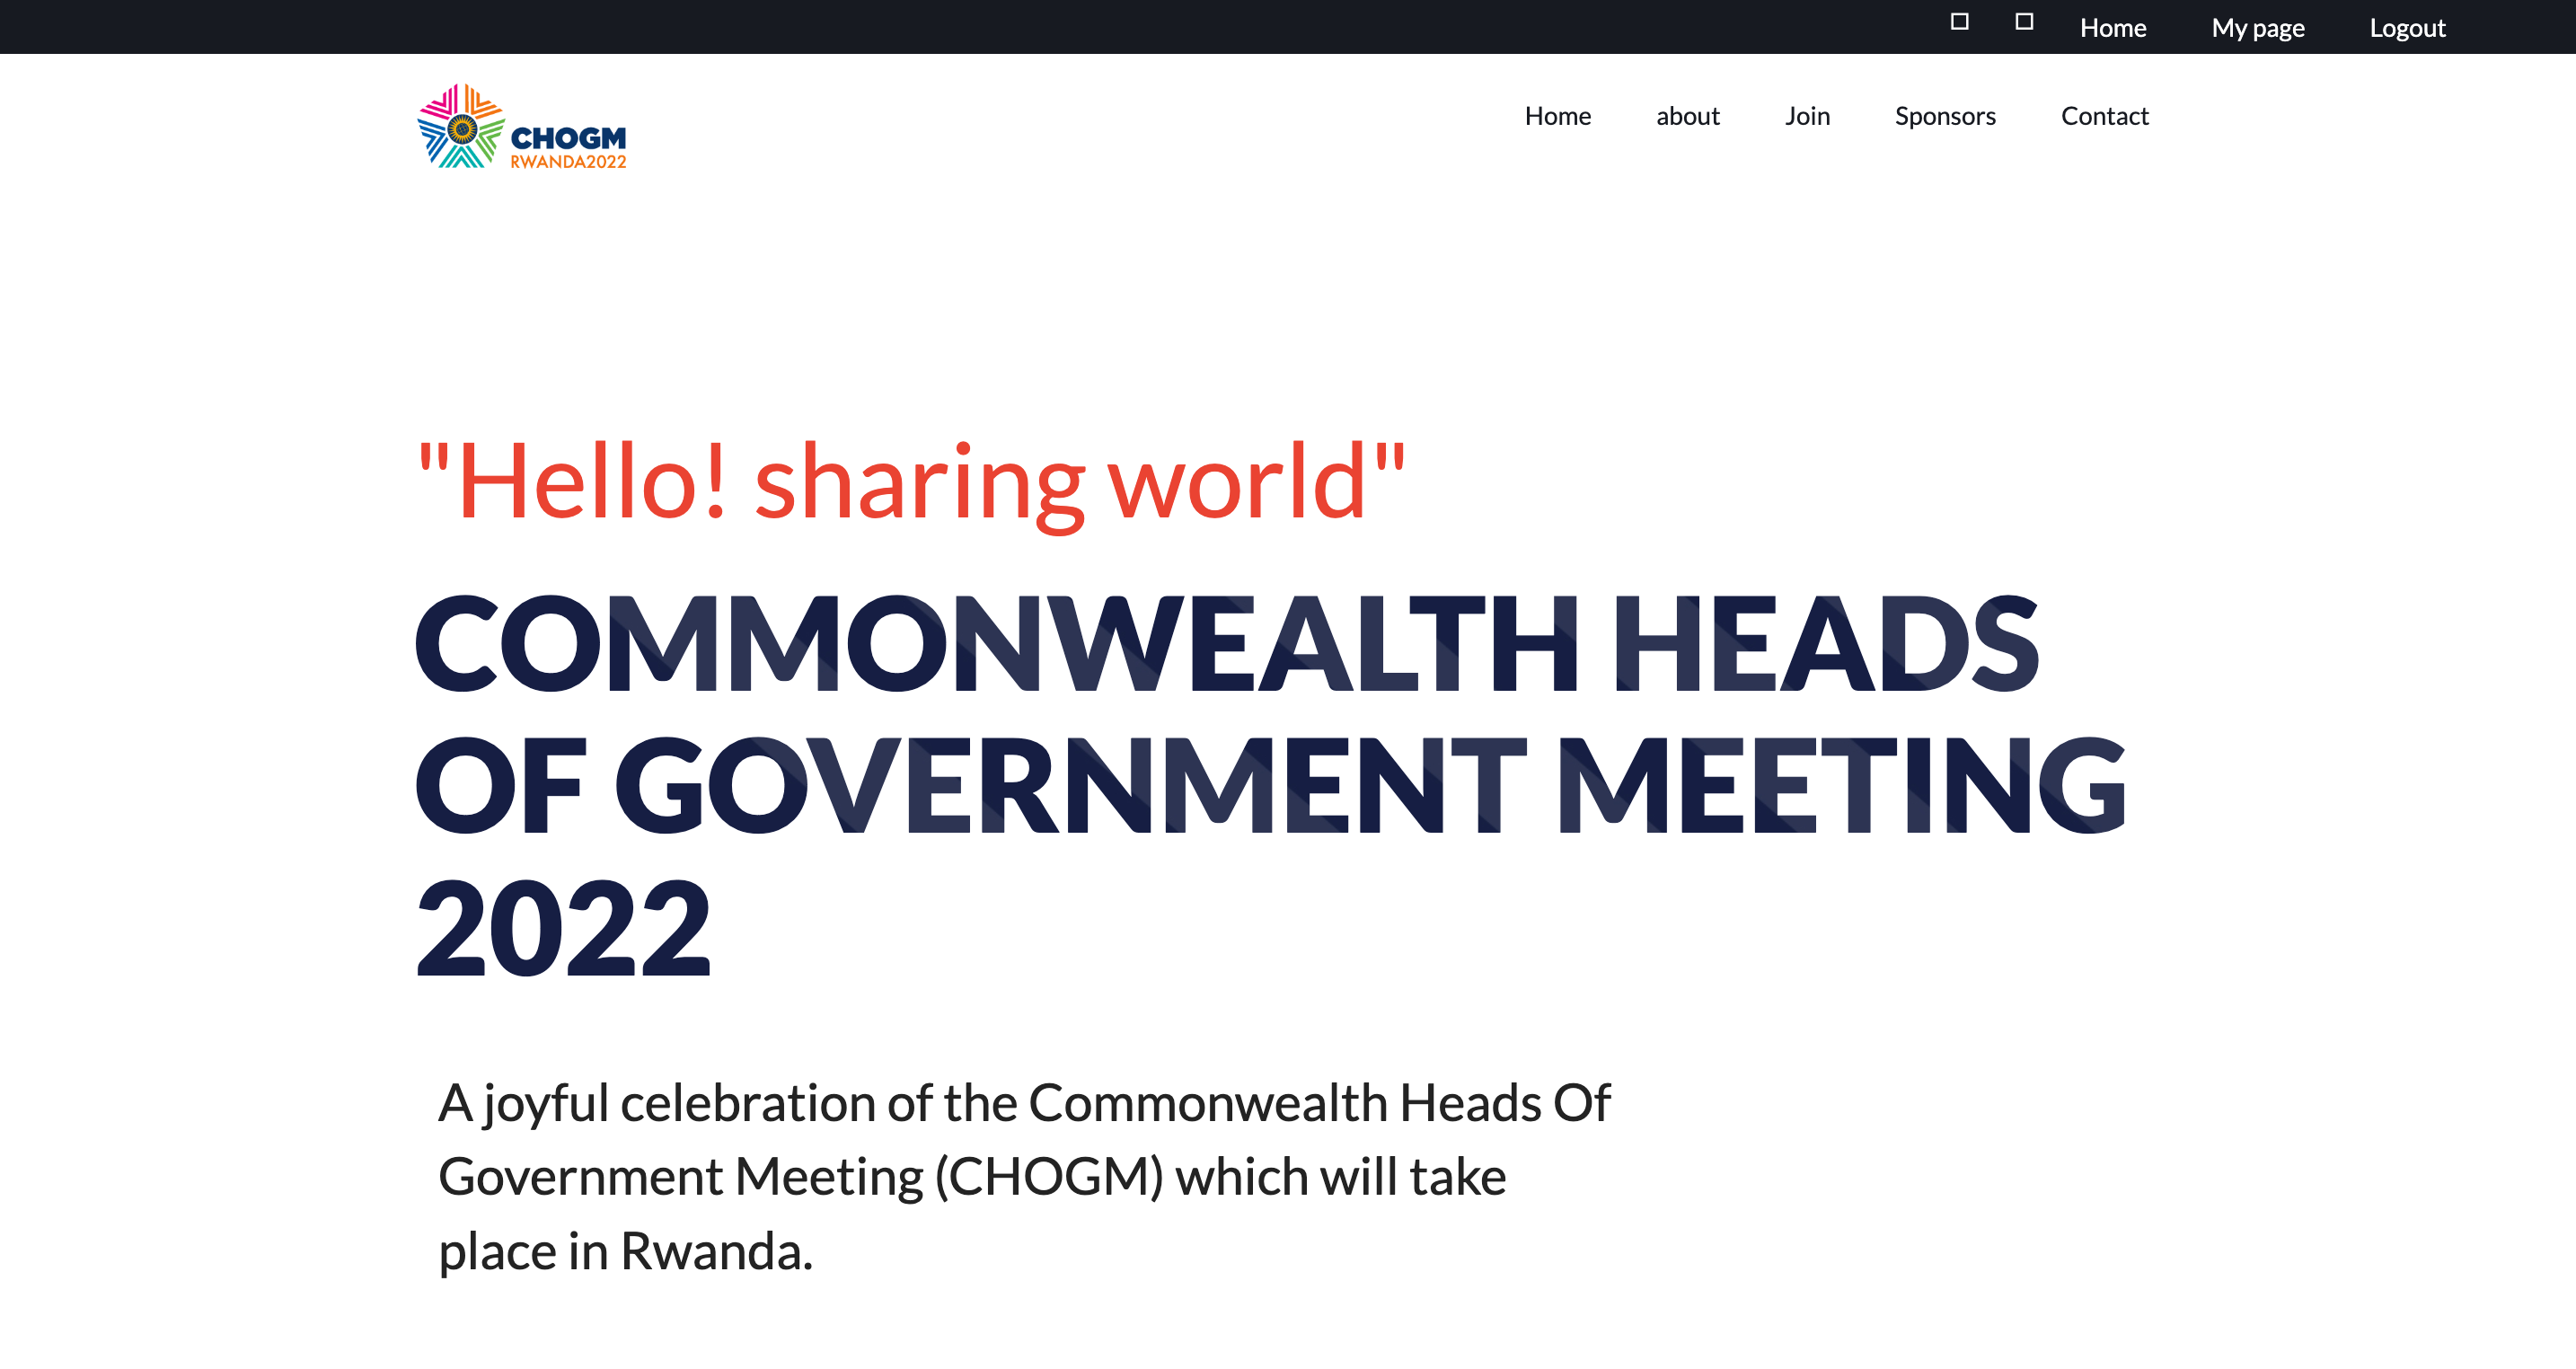 Home My page Logout
CHOGM
RWANDA2022
Home about Join Sponsors Contact
"Hello! sharing world"
COMMONWEALTH HEADS
OF GOVERNMENT MEETING
2022
A joyful celebration of the Commonwealth Heads Of
Government Meeting (CHOGM) which will take
place in Rwanda.